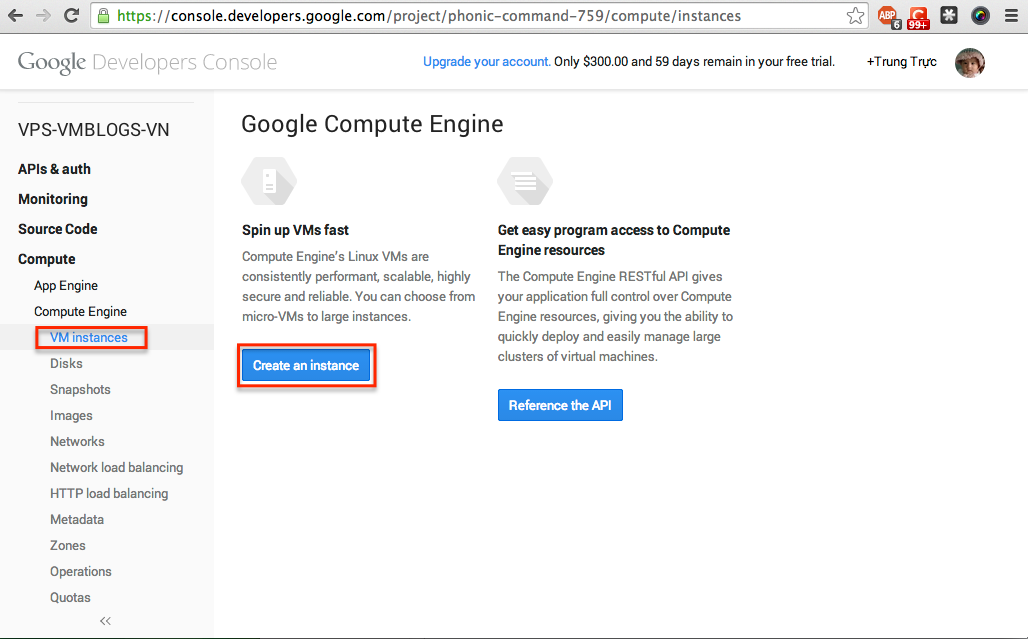 https://console.developers.google.com/project/phonic-command-759/compute/instances
ABP
6
C
99+
Google Developers Console
Upgrade your account. Only $300.00 and 59 days remain in your free trial.
+Trung Trực
VPS-VMBLOGS-VN
APIs & auth
Monitoring
Source Code
Compute
App Engine
Compute Engine
VM instances
Disks
Snapshots
Images
Networks
Network load balancing
HTTP load balancing
Metadata
Zones
Operations
Quotas
Google Compute Engine
Spin up VMs fast
Compute Engine's Linux VMs are
consistently performant, scalable, highly
secure and reliable. You can choose from
micro-VMs to large instances.
Create an instance
Get easy program access to Compute
Engine resources
The Compute Engine RESTful API gives
your application full control over Compute
Engine resources, giving you the ability to
quickly deploy and easily manage large
clusters of virtual machines.
Reference the API